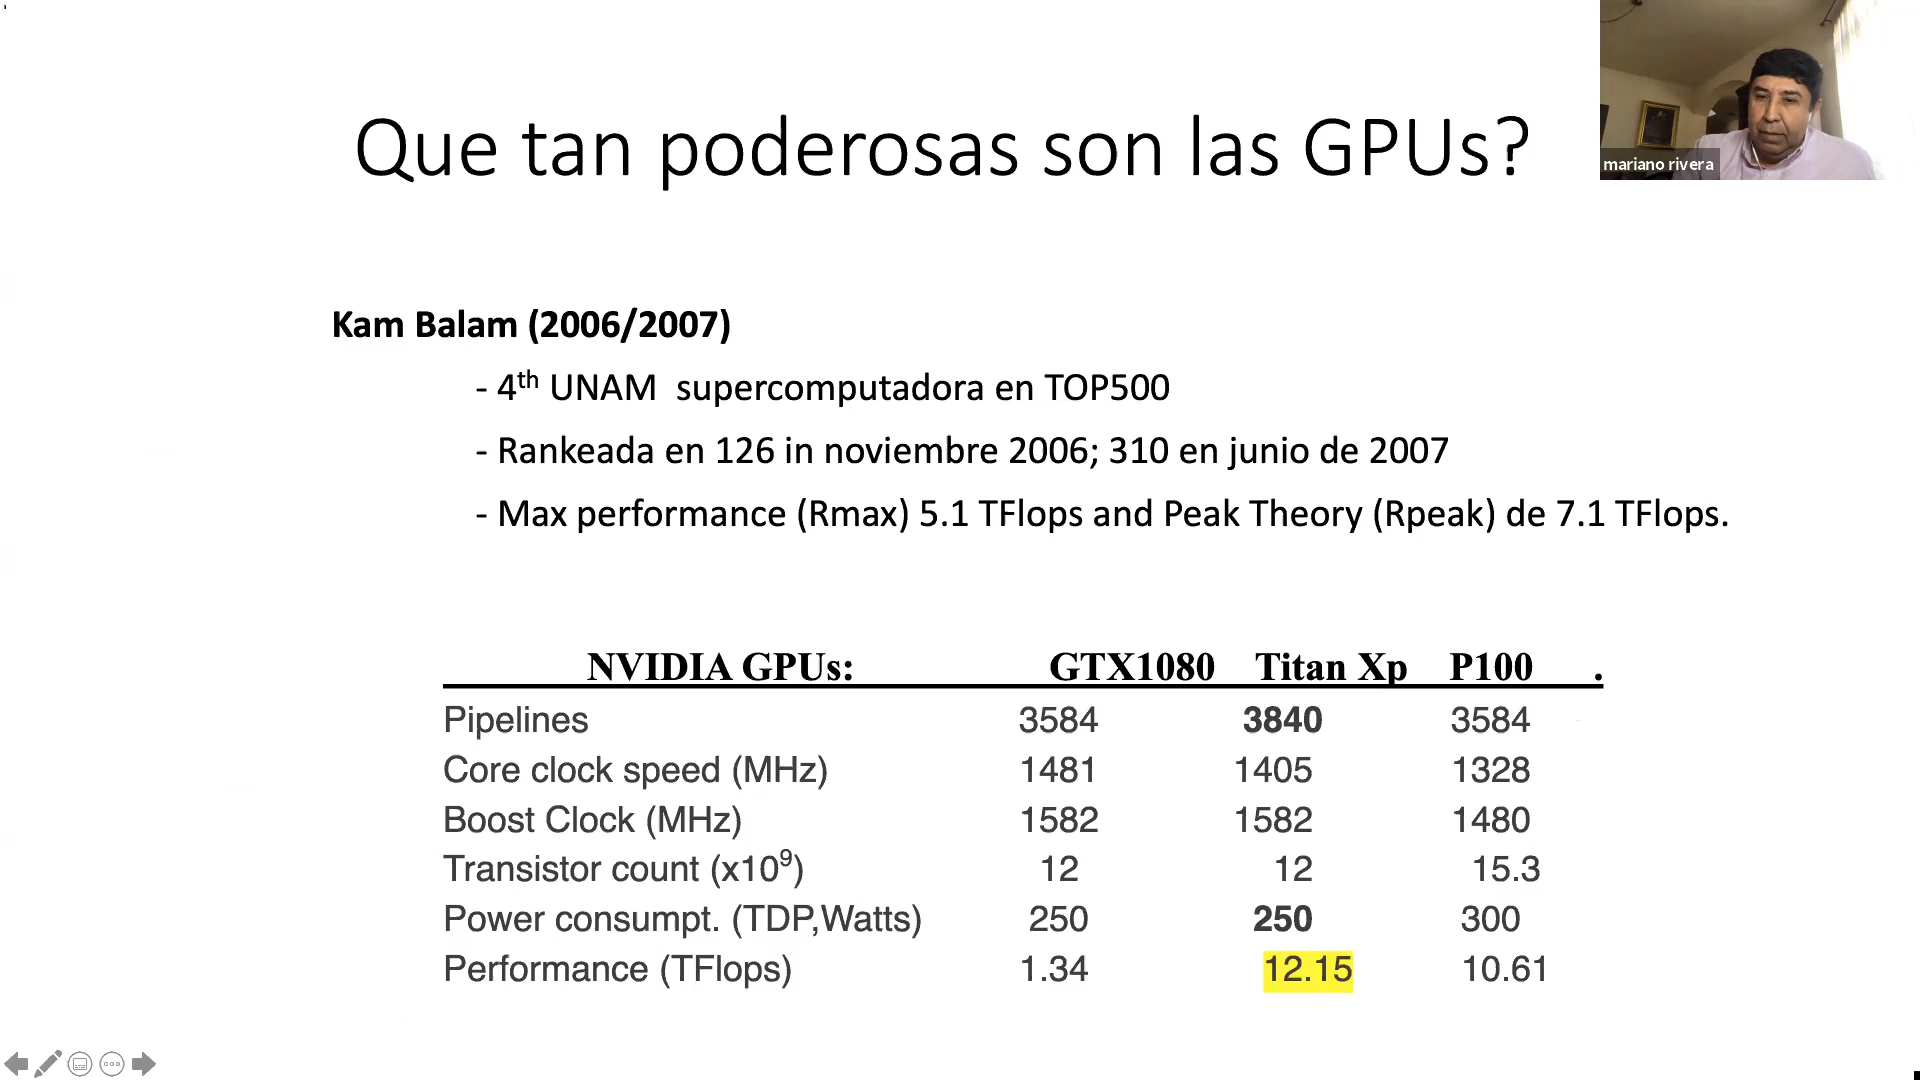 Que tan poderosas son las GPUs?
mariano rivera
Kam Balam (2006/2007)
- 4th UNAM supercomputadora en TOP500
- Rankeada en 126 in noviembre 2006; 310 en junio de 2007
- Max performance (Rmax) 5.1 TFlops and Peak Theory (Rpeak) de 7.1 TFlops.
NVIDIA GPUs: GTX1080 Titan Xp P100 .
Pipelines 3584 3840 3584
Core clock speed (MHz) 1481 1405 1328
Boost Clock (MHz) 1582 1582 1480
Transistor count (x10⁹) 12 12 15.3
Power consumpt. (TDP,Watts) 250 250 300
Performance (TFlops) 1.34 12.15 10.61